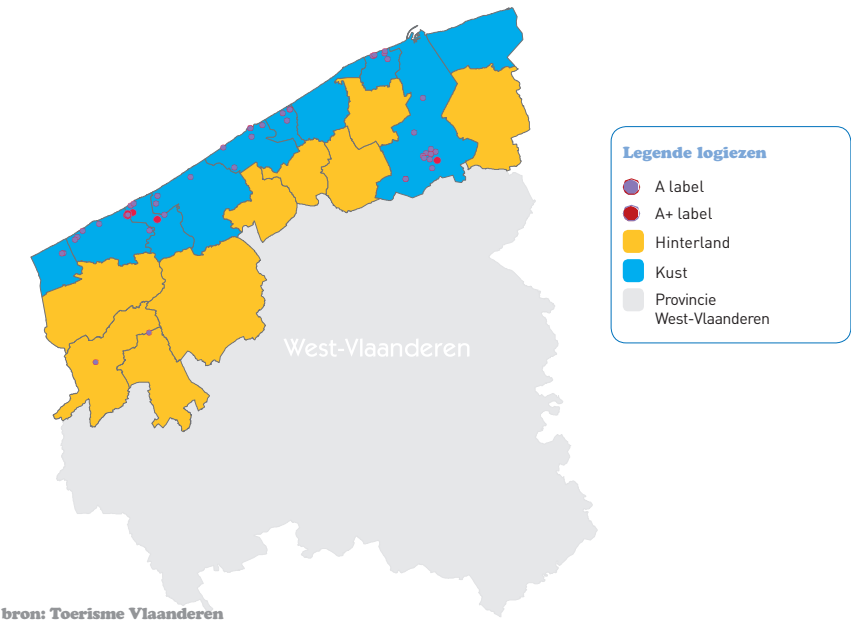 Legende logiezen
A label
A+ label
Hinterland
Kust
Provincie
West-Vlaanderen
West-Vlaanderen
bron: Toerisme Vlaanderen